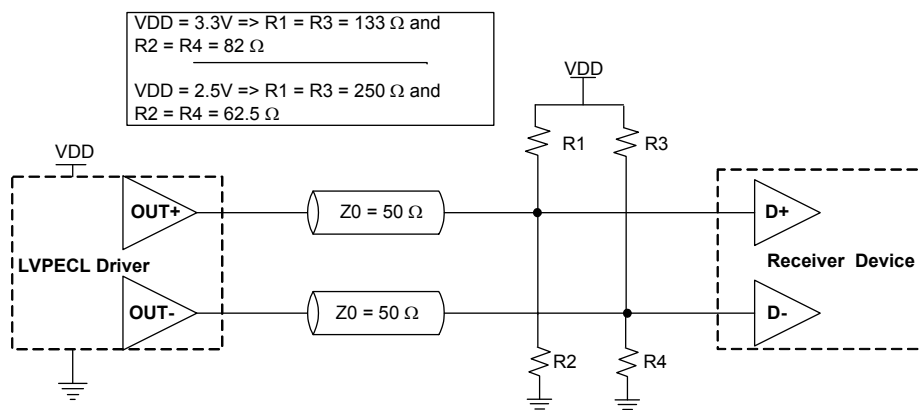 VDD = 3.3V => R1 = R3 = 133 Ω and
R2 = R4 = 82 Ω
VDD = 2.5V => R1 = R3 = 250 Ω and
R2 = R4 = 62.5 Ω
VDD
R1
R3
VDD
OUT+
Z0 = 50 Ω
D+
LVPECL Driver
Receiver Device
OUT-
Z0 = 50 Ω
D-
R2
R4